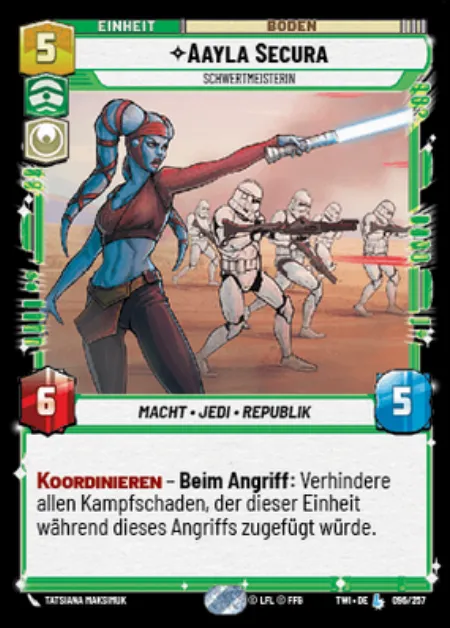 5
EINHEIT
BODEN
AAYLA SECURA
SCHWERTMEISTERIN
6
MACHT • JEDI • REPUBLIK
5
KOORDINIEREN – Beim Angriff: Verhindere
allen Kampfschaden, der dieser Einheit
während dieses Angriffs zugefügt würde.
TATSIANA MAKSIMUK
© LFL © FFG
TWI • DE
L
096/257